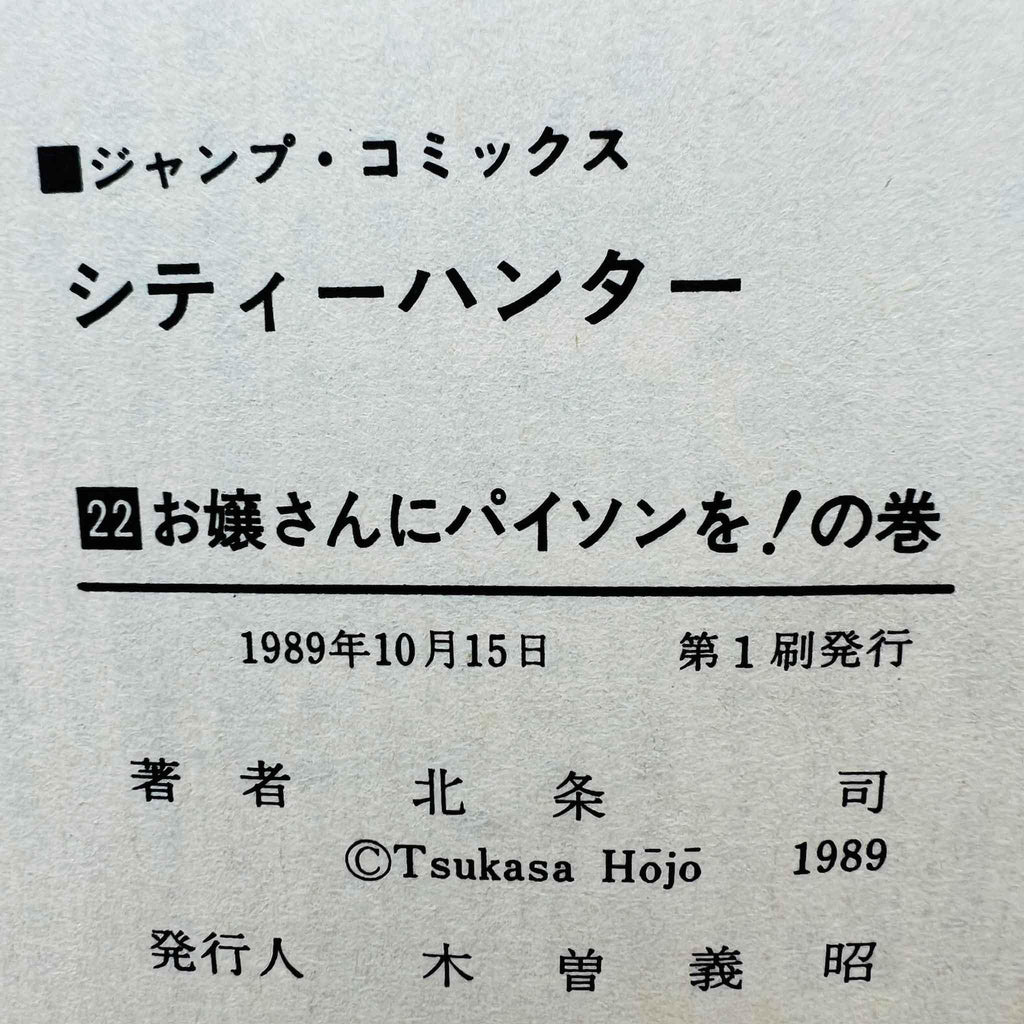 ■ジャンプ・コミックス
シティーハンター
22お嬢さんにパイソンを!の巻
1989年10月15日 第1刷発行
著者 北条 司
©Tsukasa Hōjō 1989
発行人 木曽義昭